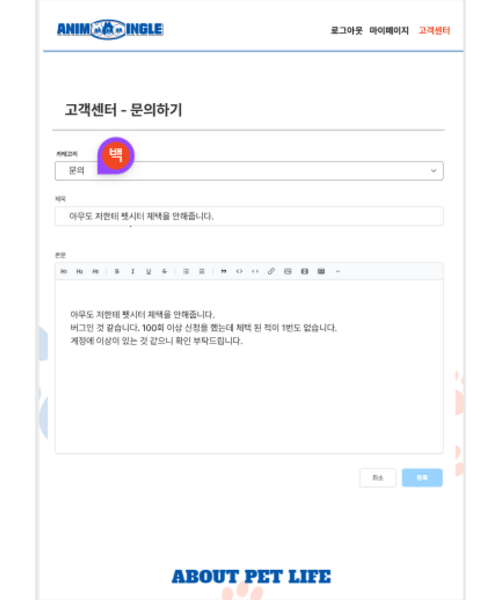 ANIM INGLE
로그아웃 마이페이지 고객센터
고객센터 - 문의하기
카테고리
백
문의
제목
아무도 저한테 펫시터 체택을 안해줍니다.
본문
H1 H2 H3 B I U S
아무도 저한테 펫시터 체택을 안해줍니다.
버그인 것 같습니다. 100회 이상 신청을 했는데 체택 된 적이 1번도 없습니다.
계정에 이상이 있는 것 같으니 확인 부탁드립니다.
취소 등록
ABOUT PET LIFE